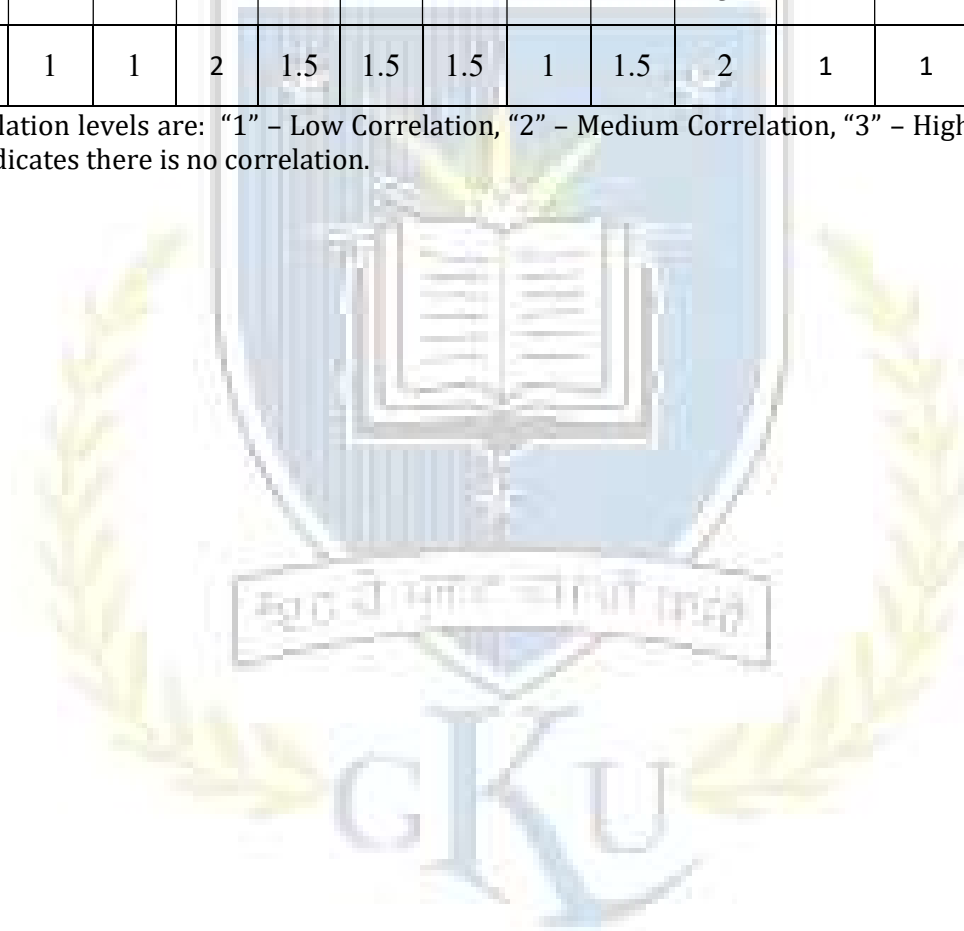 1 1 2 1.5 1.5 1.5 1 1.5 2 1 1
lation levels are: “1” – Low Correlation, “2” – Medium Correlation, “3” – High
dicates there is no correlation.
GKU